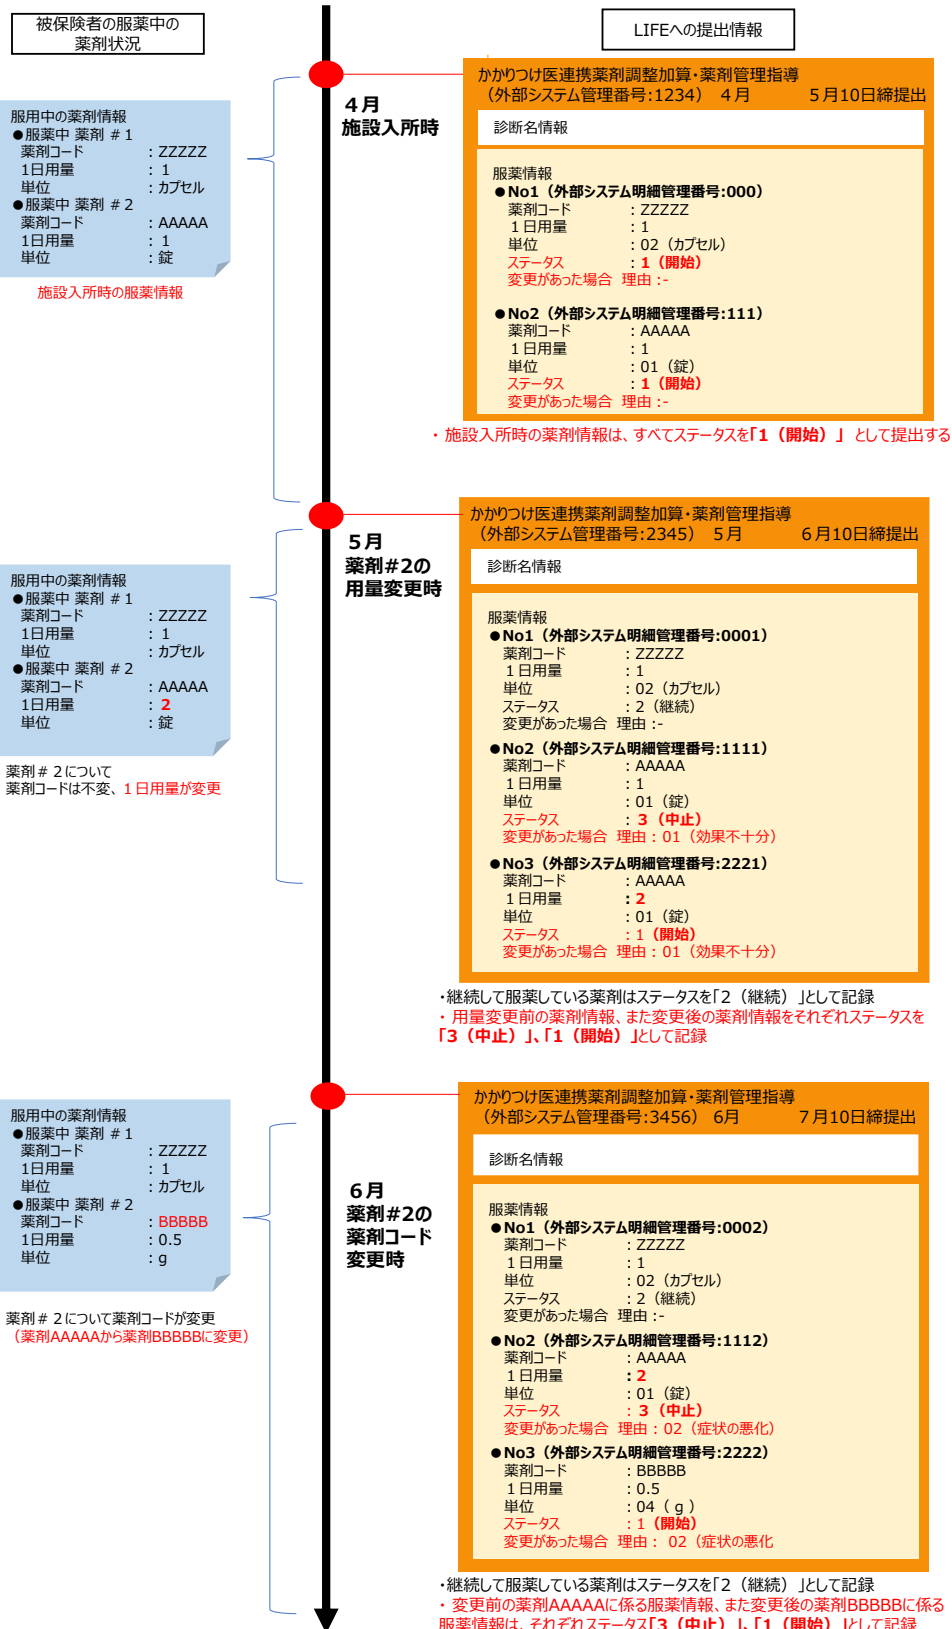 被保険者の服薬中の
薬剤状況
LIFEへの提出情報
4月
施設入所時
服用中の薬剤情報
●服薬中 薬剤 #1
薬剤コード : ZZZZZ
1日用量 : 1
単位 : カプセル
●服薬中 薬剤 #2
薬剤コード : AAAAA
1日用量 : 1
単位 : 錠
施設入所時の服薬情報
かかりつけ医連携薬剤調整加算・薬剤管理指導
(外部システム管理番号:1234) 4月 5月10日締提出
診断名情報
服薬情報
●No1(外部システム明細管理番号:000)
薬剤コード : ZZZZZ
1日用量 : 1
単位 : 02(カプセル)
ステータス : 1(開始)
変更があった場合 理由 :-
●No2(外部システム明細管理番号:111)
薬剤コード : AAAAA
1日用量 : 1
単位 : 01(錠)
ステータス : 1(開始)
変更があった場合 理由 :-
・施設入所時の薬剤情報は、すべてステータスを「1(開始)」として提出する
5月
薬剤#2の
用量変更時
服用中の薬剤情報
●服薬中 薬剤 #1
薬剤コード : ZZZZZ
1日用量 : 1
単位 : カプセル
●服薬中 薬剤 #2
薬剤コード : AAAAA
1日用量 : 2
単位 : 錠
薬剤#2について
薬剤コードは不変、1日用量が変更
かかりつけ医連携薬剤調整加算・薬剤管理指導
(外部システム管理番号:2345) 5月 6月10日締提出
診断名情報
服薬情報
●No1(外部システム明細管理番号:0001)
薬剤コード : ZZZZZ
1日用量 : 1
単位 : 02(カプセル)
ステータス : 2(継続)
変更があった場合 理由 :-
●No2(外部システム明細管理番号:1111)
薬剤コード : AAAAA
1日用量 : 1
単位 : 01(錠)
ステータス : 3(中止)
変更があった場合 理由 : 01(効果不十分)
●No3(外部システム明細管理番号:2221)
薬剤コード : AAAAA
1日用量 : 2
単位 : 01(錠)
ステータス : 1(開始)
変更があった場合 理由 : 01(効果不十分)
・継続して服薬している薬剤はステータスを「2(継続)」として記録
・用量変更前の薬剤情報、また変更後の薬剤情報をそれぞれステータスを
「3(中止)」、「1(開始)」として記録
6月
薬剤#2の
薬剤コード
変更時
服用中の薬剤情報
●服薬中 薬剤 #1
薬剤コード : ZZZZZ
1日用量 : 1
単位 : カプセル
●服薬中 薬剤 #2
薬剤コード : BBBBB
1日用量 : 0.5
単位 : g
薬剤#2について薬剤コードが変更
(薬剤AAAAAから薬剤BBBBBに変更)
かかりつけ医連携薬剤調整加算・薬剤管理指導
(外部システム管理番号:3456) 6月 7月10日締提出
診断名情報
服薬情報
●No1(外部システム明細管理番号:0002)
薬剤コード : ZZZZZ
1日用量 : 1
単位 : 02(カプセル)
ステータス : 2(継続)
変更があった場合 理由 :-
●No2(外部システム明細管理番号:1112)
薬剤コード : AAAAA
1日用量 : 2
単位 : 01(錠)
ステータス : 3(中止)
変更があった場合 理由 : 02(症状の悪化)
●No3(外部システム明細管理番号:2222)
薬剤コード : BBBBB
1日用量 : 0.5
単位 : 04(g)
ステータス : 1(開始)
変更があった場合 理由 : 02(症状の悪化
・継続して服薬している薬剤はステータスを「2(継続)」として記録
・変更前の薬剤AAAAAに係る服薬情報、また変更後の薬剤BBBBBに係る
服薬情報は、それぞれステータス「3(中止)」、「1(開始)」として記録